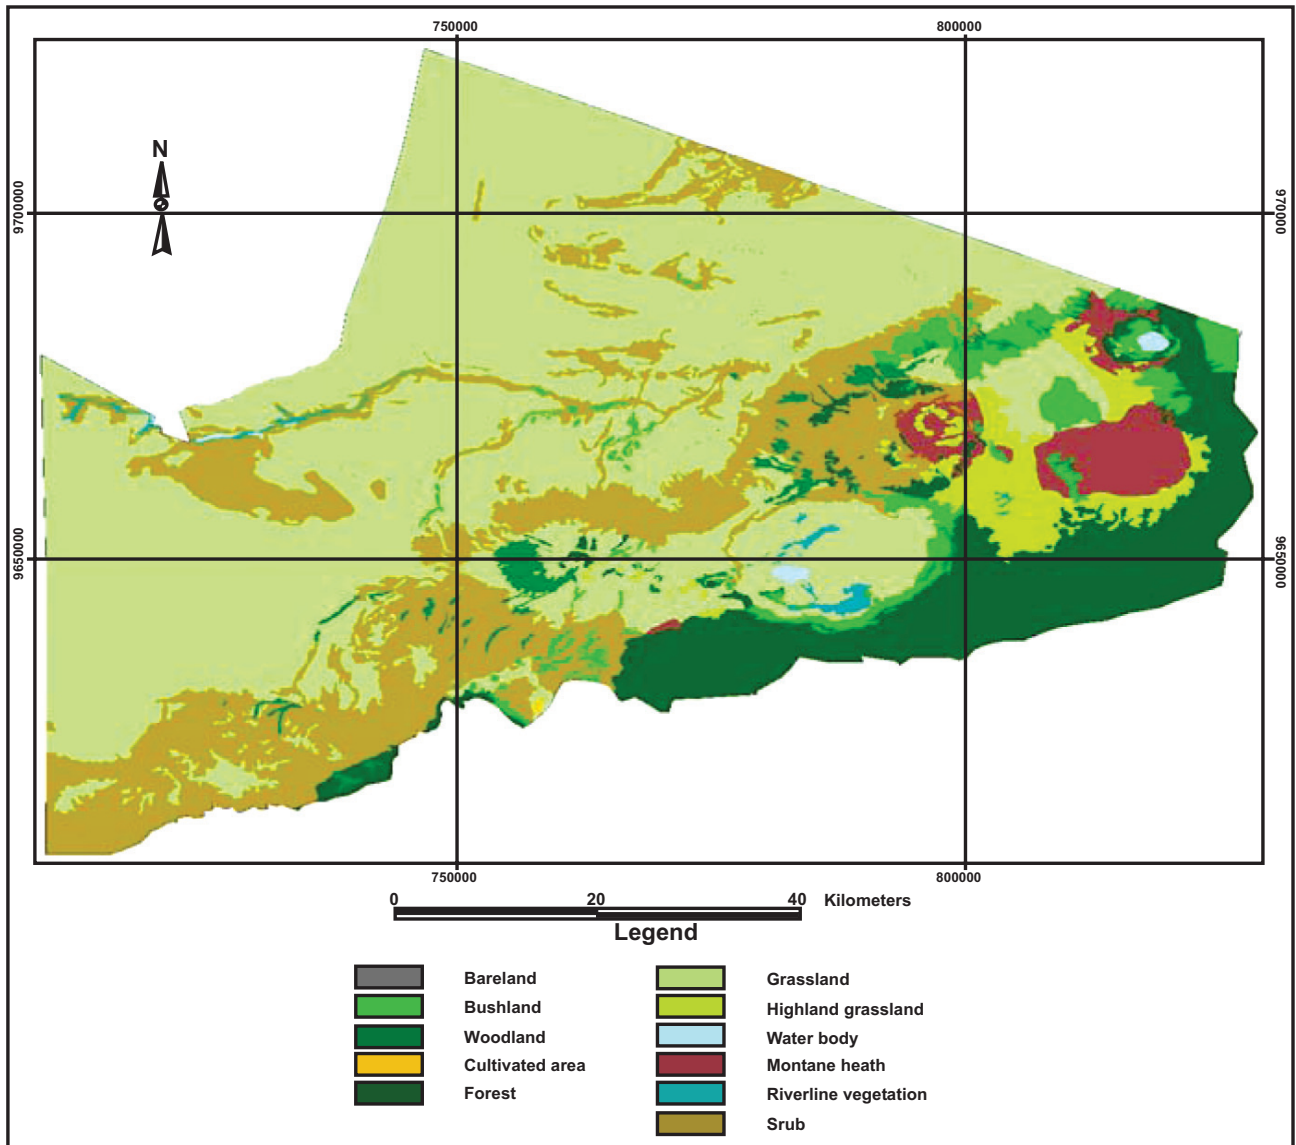 750000 800000
N
9700000 9700000
9650000 9650000
750000 800000
0 20 40 Kilometers
Legend
Bareland Grassland
Bushland Highland grassland
Woodland Water body
Cultivated area Montane heath
Forest Riverline vegetation
Srub